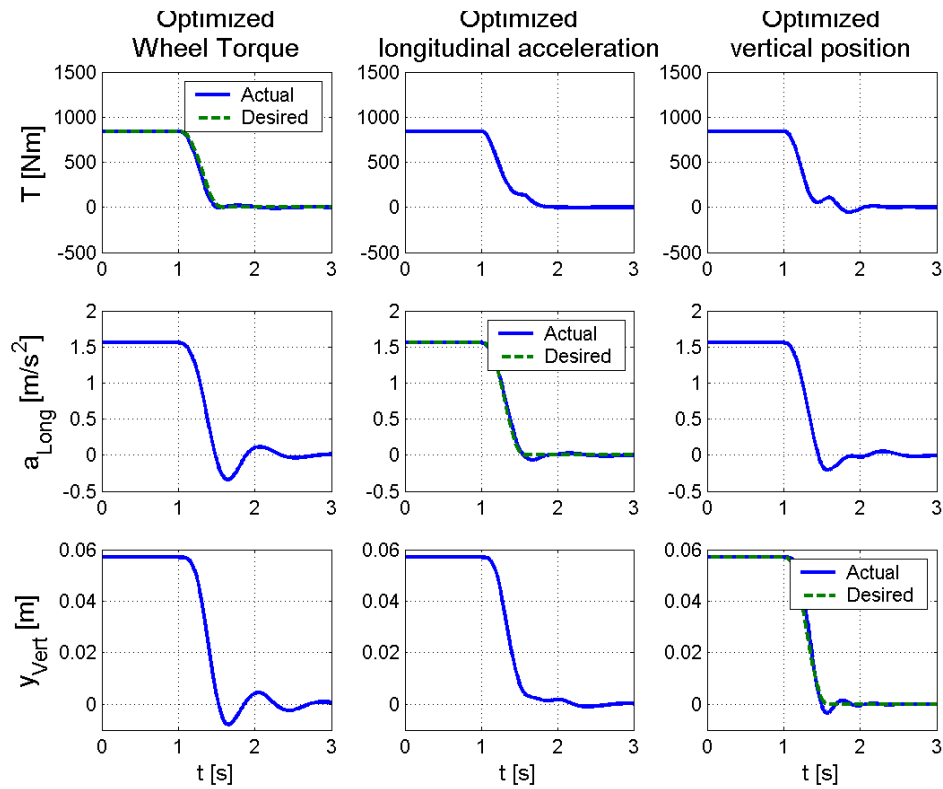 Optimized Optimized Optimized
Wheel Torque longitudinal acceleration vertical position
1500 1500 1500
Actual
1000 1000 1000
Desired
T [Nm]
500 500 500
0 0 0
-500 -500 -500
0 1 2 3 0 1 2 3 0 1 2 3
2 2 2
Actual
1.5 1.5 1.5
Desired
a_Long [m/s²]
1 1 1
0.5 0.5 0.5
0 0 0
-0.5 -0.5 -0.5
0 1 2 3 0 1 2 3 0 1 2 3
0.06 0.06 0.06
Actual
Desired
0.04 0.04 0.04
y_Vert [m]
0.02 0.02 0.02
0 0 0
0 1 2 3 0 1 2 3 0 1 2 3
t [s] t [s] t [s]